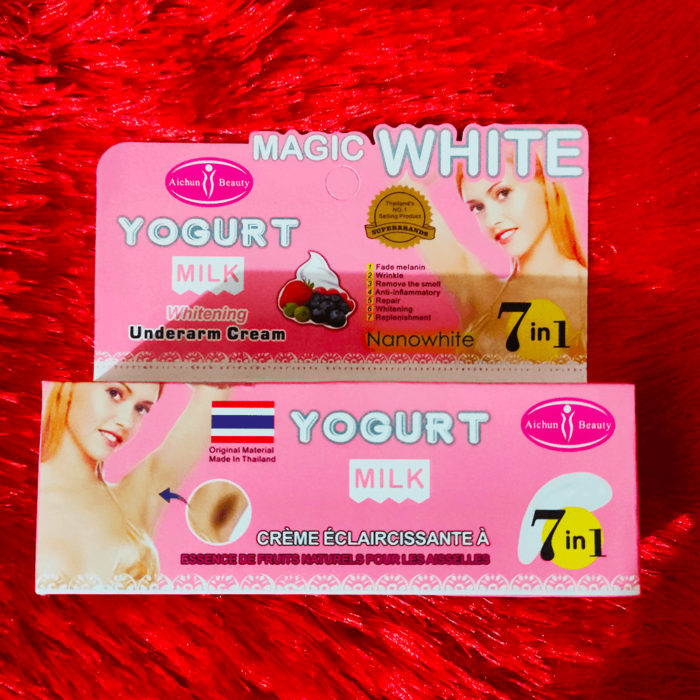 MAGIC WHITE
Aichun Beauty
YOGURT
MILK
Whitening
Underarm Cream
Thailand's
NO.1
Selling Product
SUPERBRANDS
1 Fade melanin
2 Wrinkle
3 Remove the smell
4 Anti-inflammatory
5 Repair
6 Whitening
7 Replenishment
Nanowhite
7 in 1
Original Material
Made In Thailand
YOGURT
MILK
Aichun Beauty
7 in 1
CRÈME ÉCLAIRCISSANTE À
ESSENCE DE FRUITS NATURELS POUR LES AISSELLES